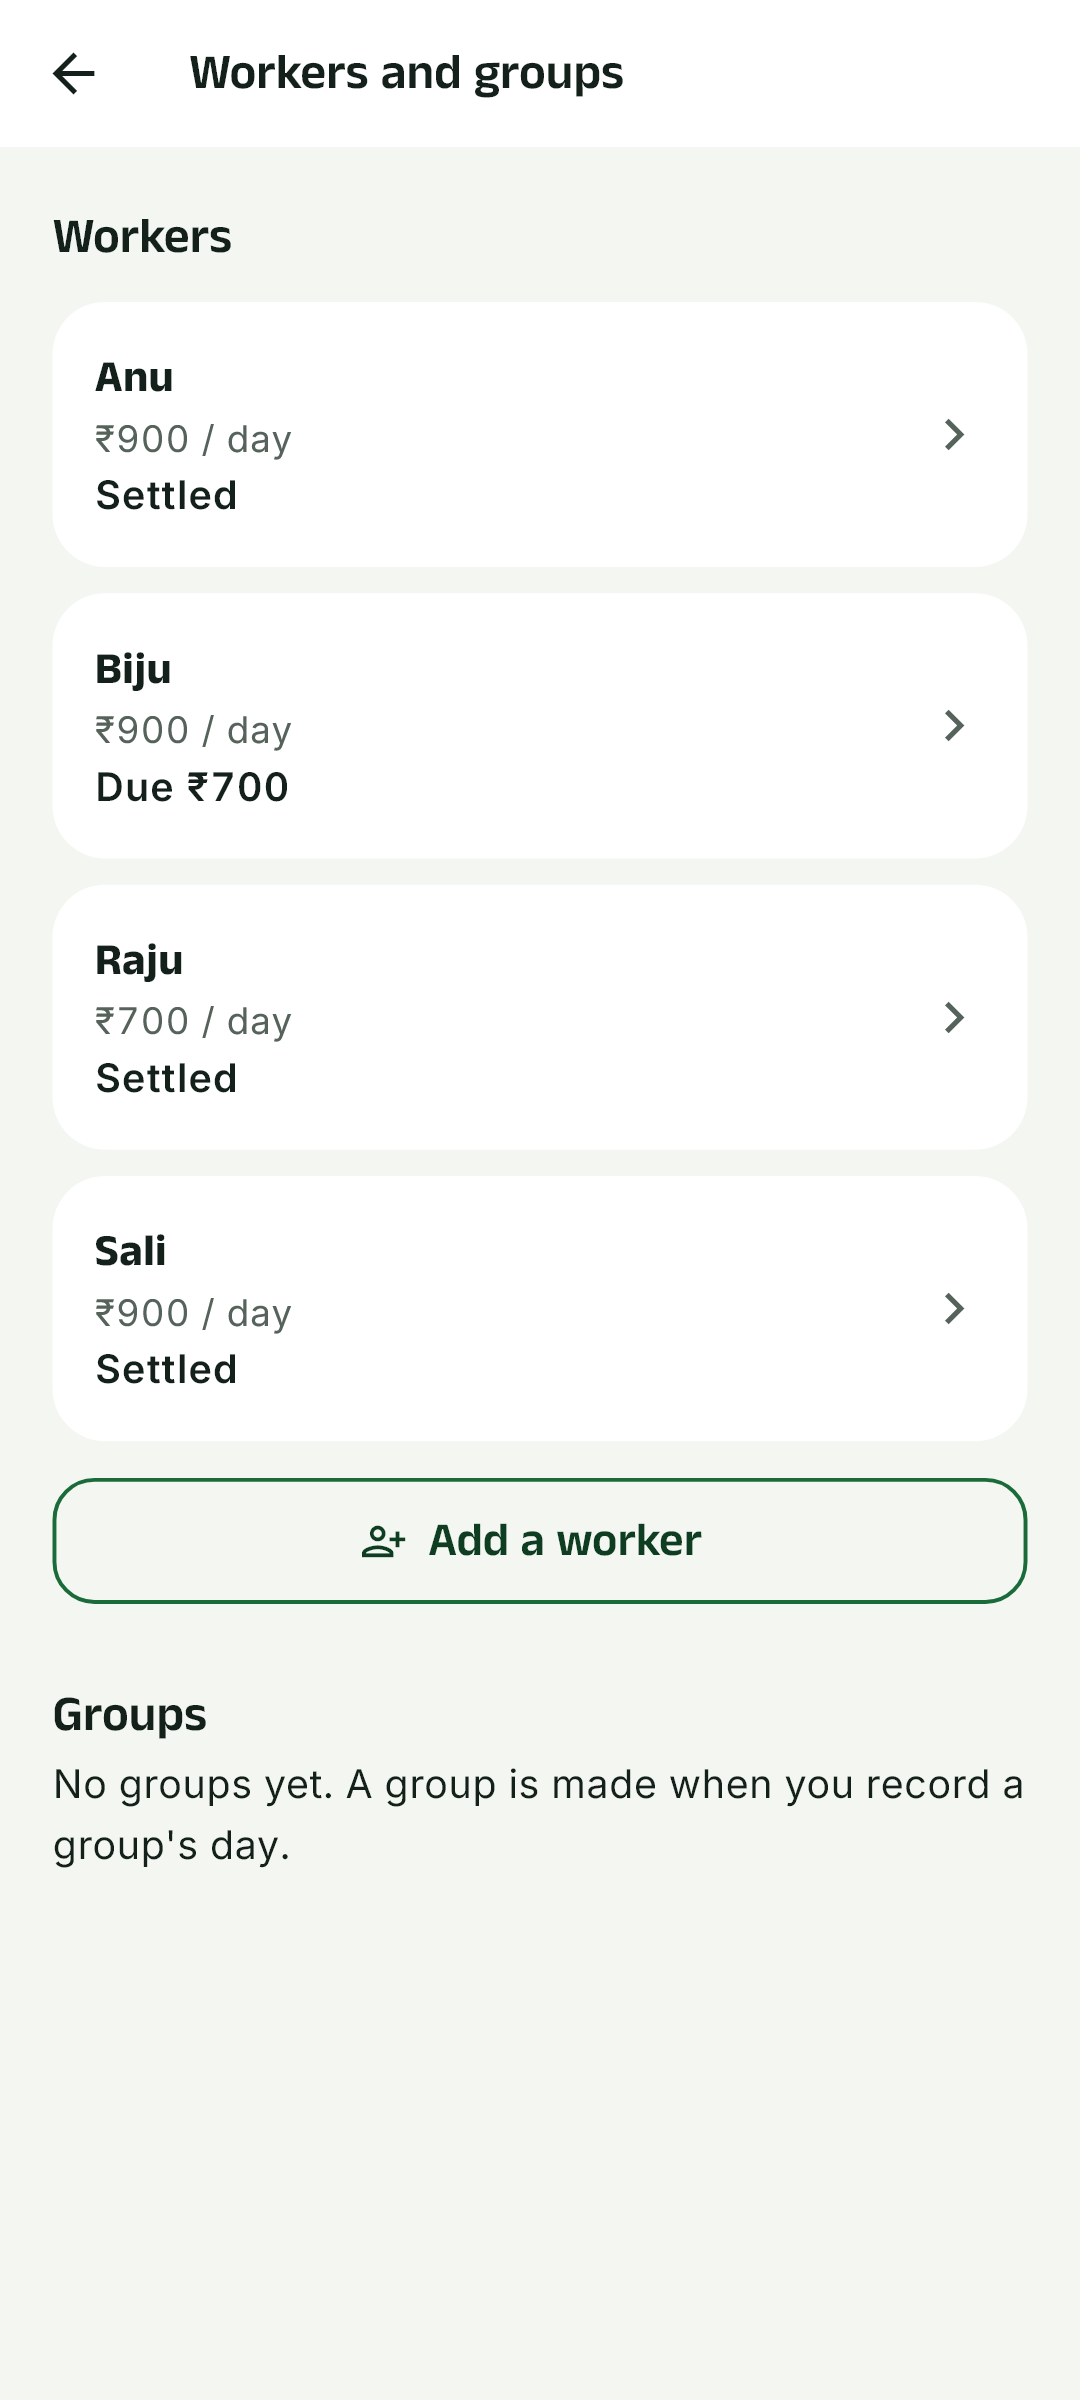 Workers and groups
Workers
Anu
₹900 / day
Settled
Biju
₹900 / day
Due ₹700
Raju
₹700 / day
Settled
Sali
₹900 / day
Settled
Add a worker
Groups
No groups yet. A group is made when you record a
group's day.